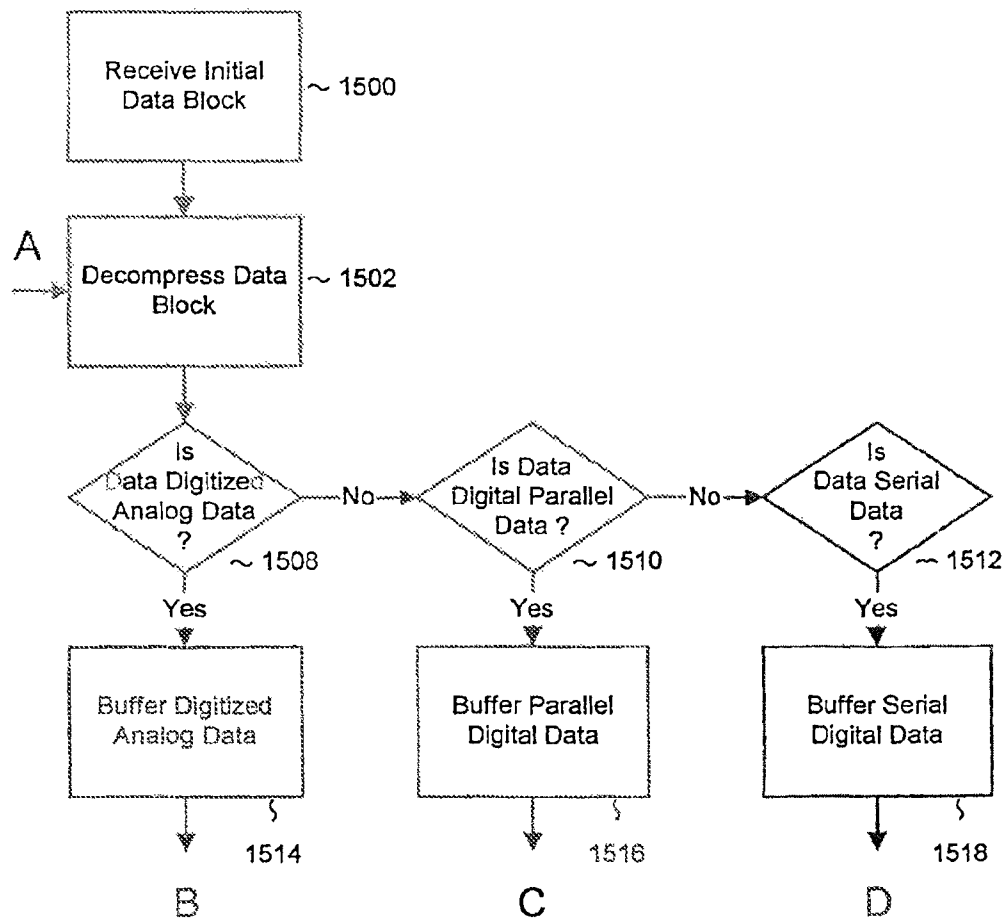 Receive Initial
Data Block
~ 1500
A
Decompress Data
Block
~ 1502
Is
Data Digitized
Analog Data
?
~ 1508
No
Is Data
Digital Parallel
Data ?
~ 1510
No
Is
Data Serial
Data
?
~ 1512
Yes
Yes
Yes
Buffer Digitized
Analog Data
Buffer Parallel
Digital Data
Buffer Serial
Digital Data
1514
1516
1518
B
C
D